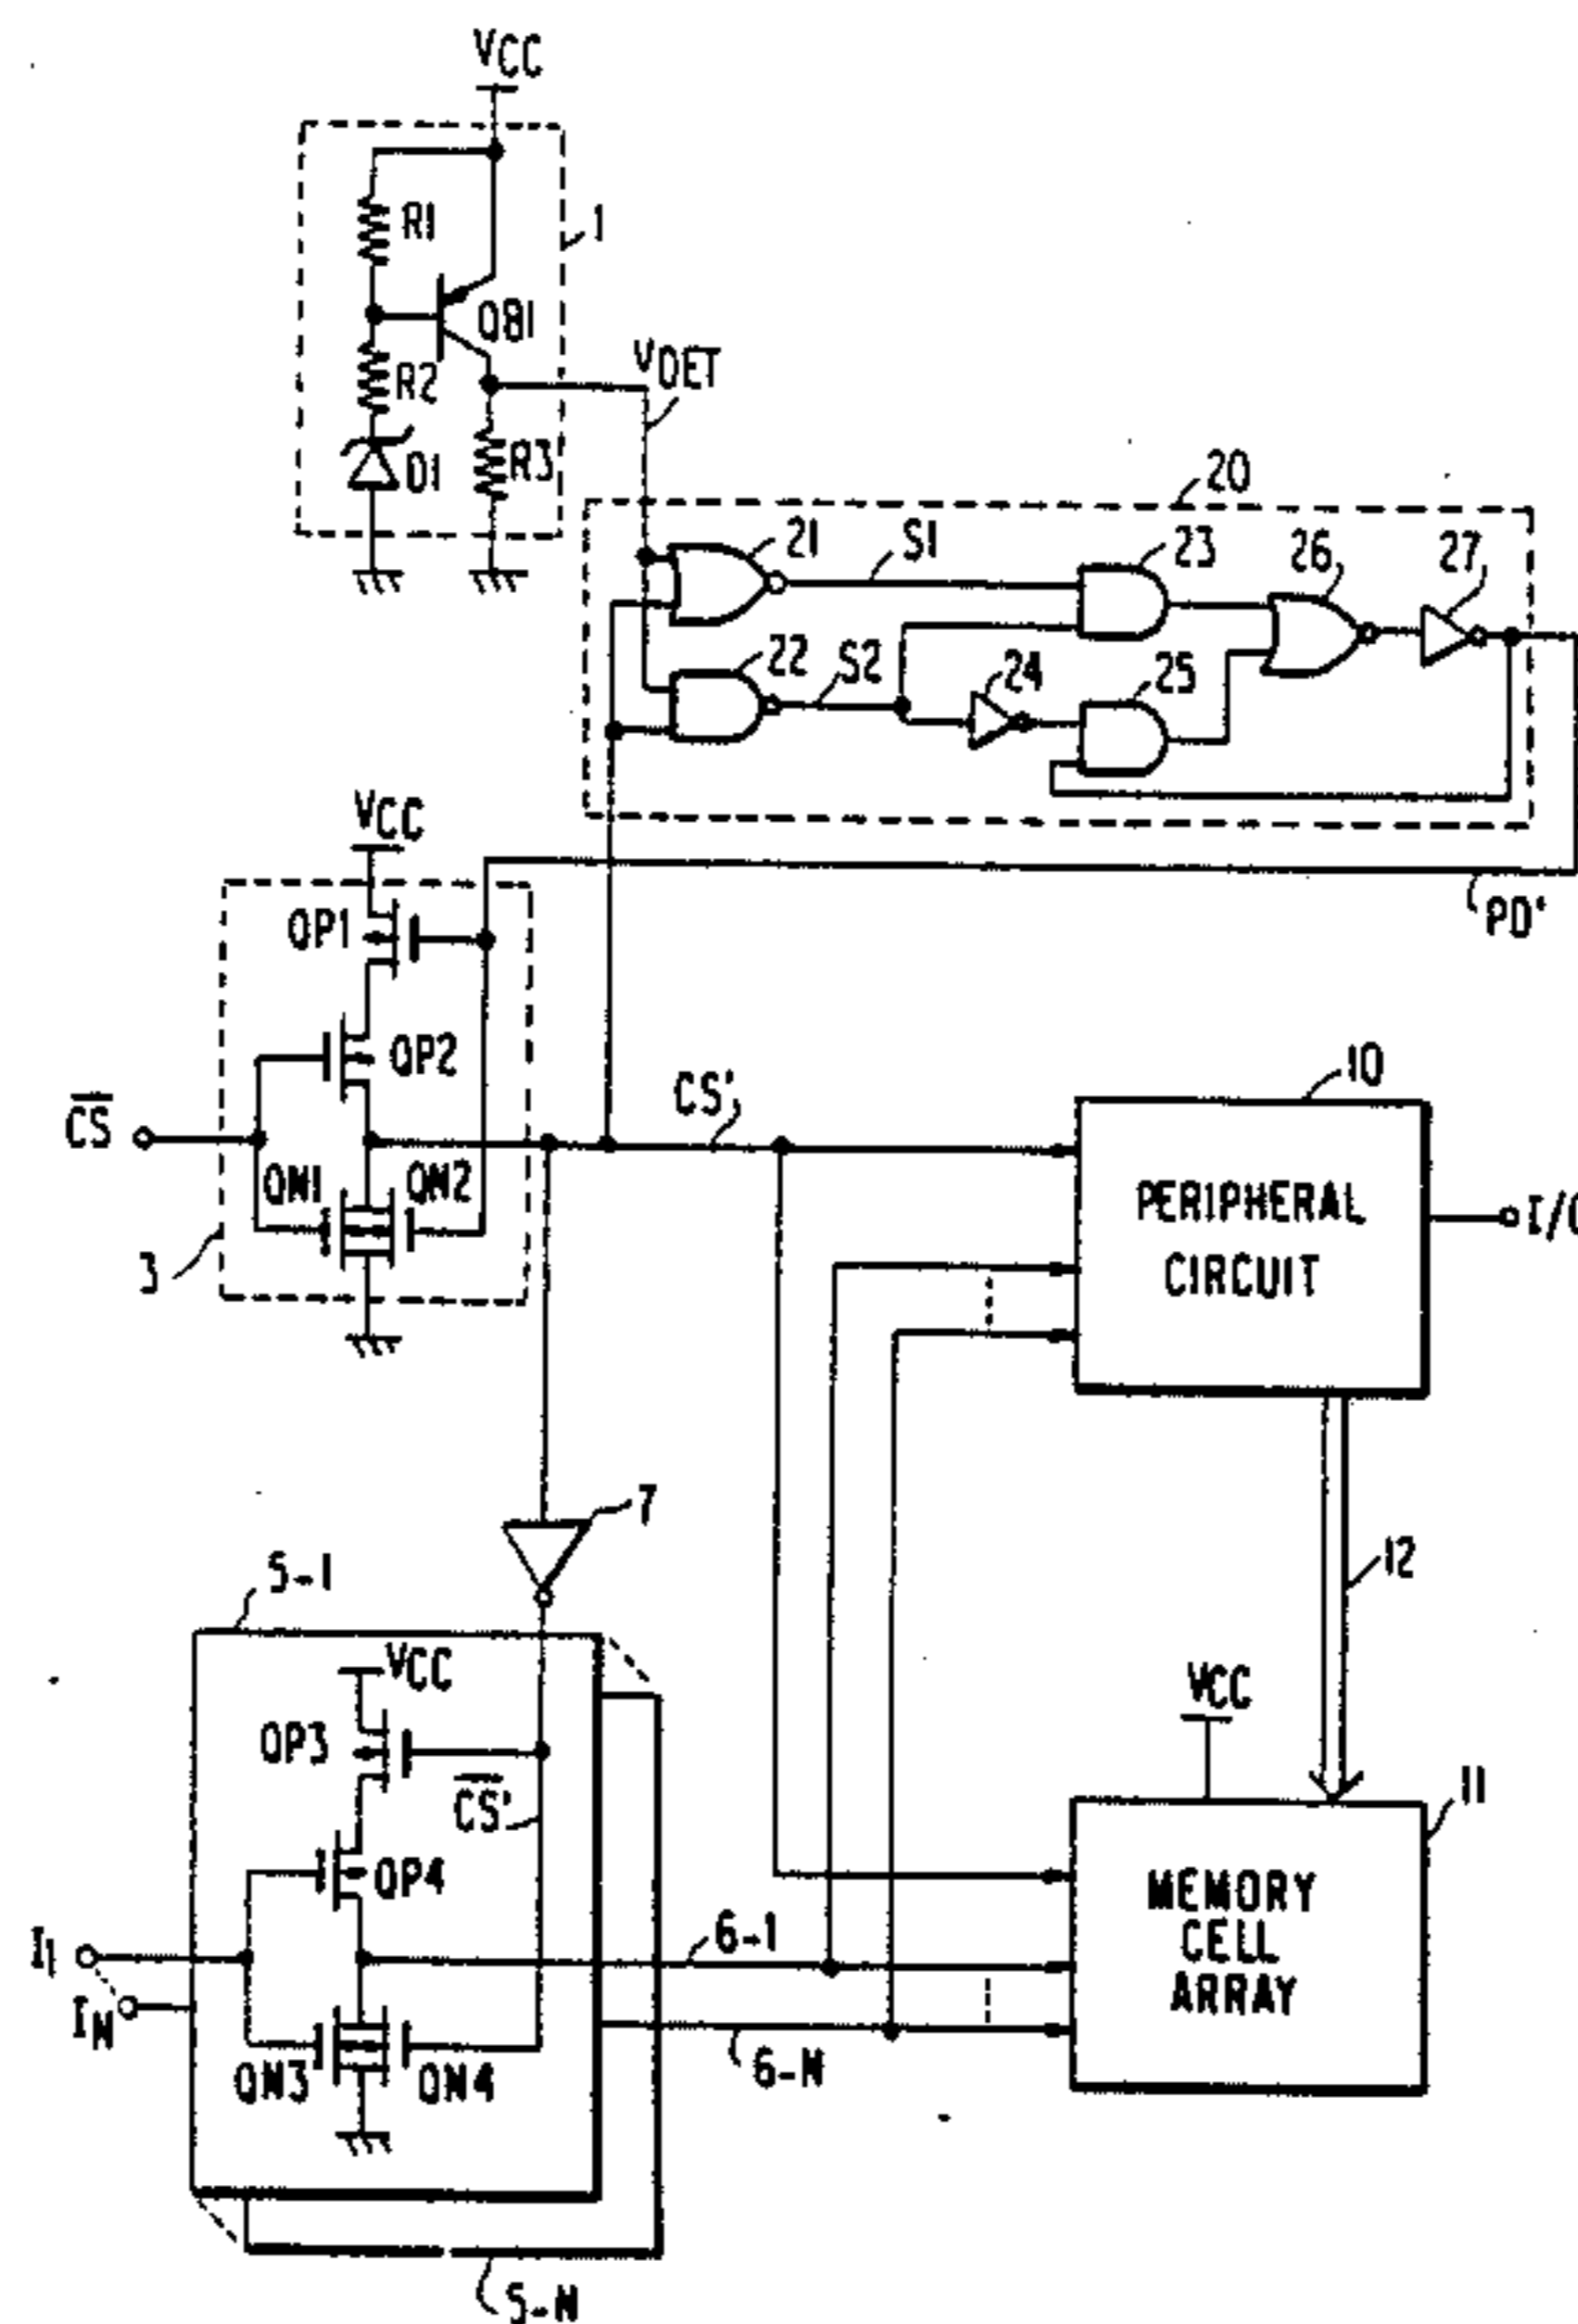 VCC
R1
1
QB1
VDET
R2
D1
R3
20
21
S1
23
26
27
22
S2
24
25
VCC
QP1
PD'
QP2
10
CS
CS'
QN1
QN2
PERIPHERAL
CIRCUIT
3
7
12
5-1
VCC
VCC
QP3
CS'
11
QP4
MEMORY
CELL
ARRAY
6-1
I1
IN
6-N
QN3
QN4
5-N